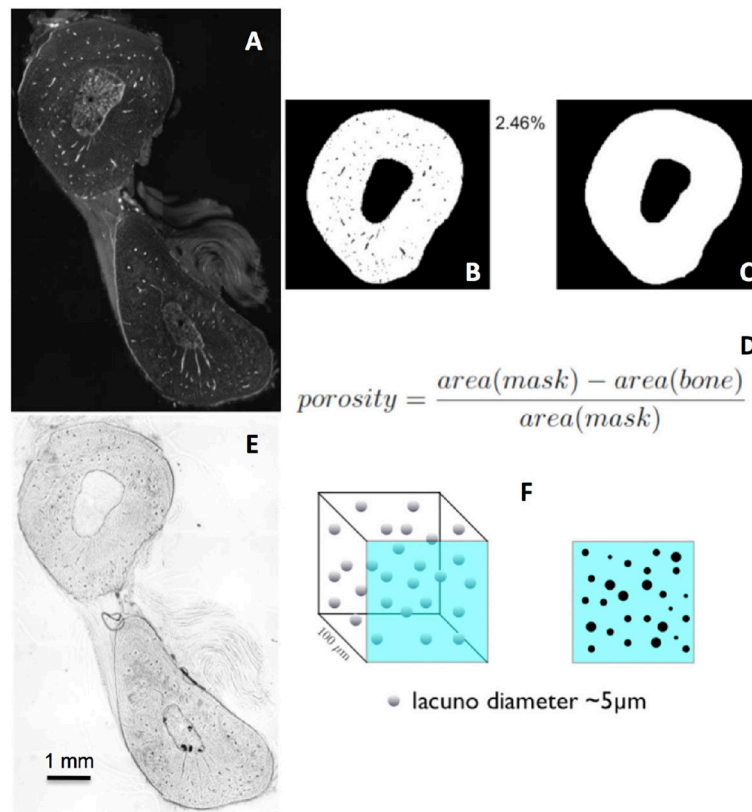 A
2.46%
B
C
D
porosity = area(mask) − area(bone) / area(mask)
E
F
100 μm
lacuno diameter ~5μm
1 mm